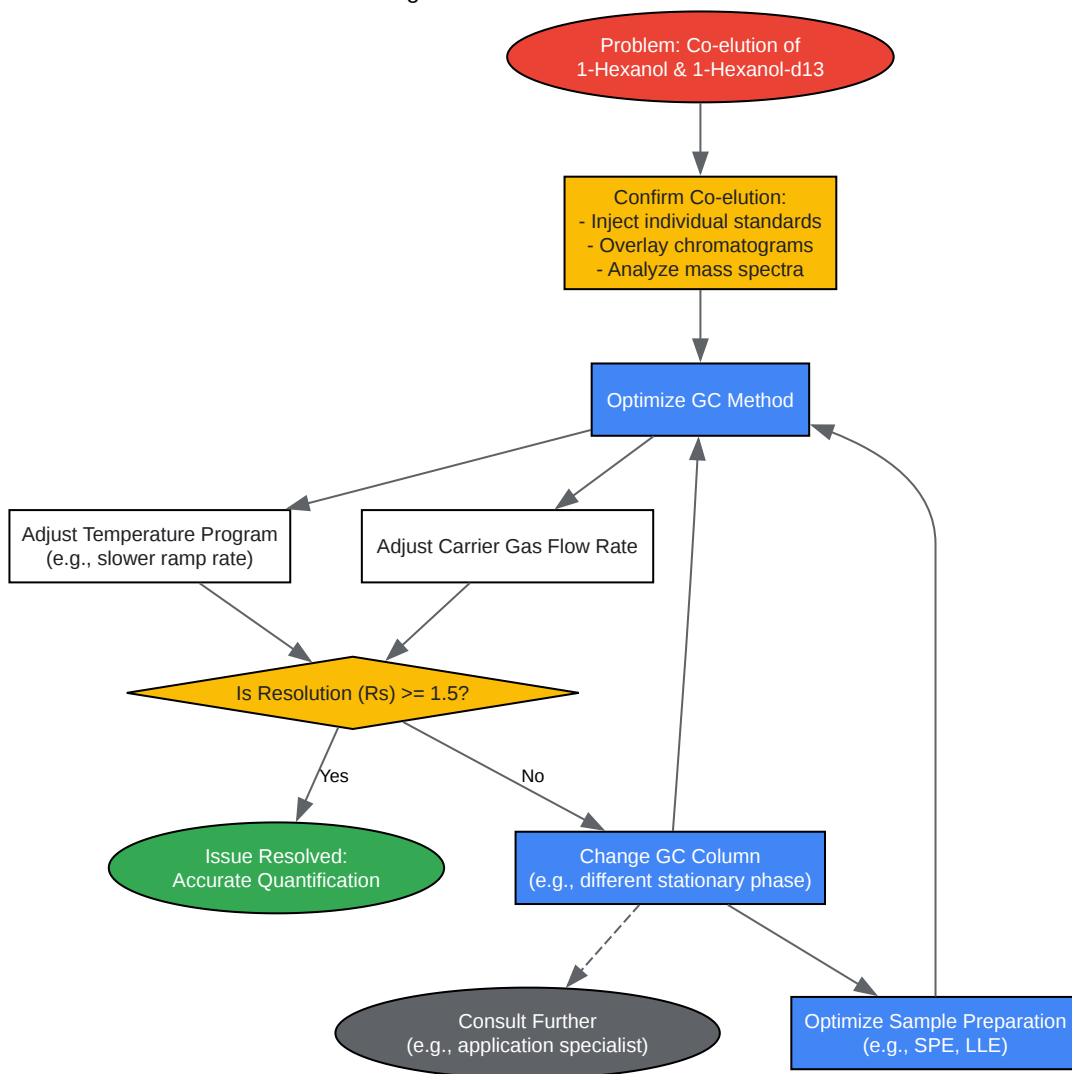 Problem: Co-elution of
1-Hexanol & 1-Hexanol-d13
Confirm Co-elution:
- Inject individual standards
- Overlay chromatograms
- Analyze mass spectra
Optimize GC Method
Adjust Temperature Program
(e.g., slower ramp rate)
Adjust Carrier Gas Flow Rate
Is Resolution (Rs) >= 1.5?
Yes
No
Issue Resolved:
Accurate Quantification
Change GC Column
(e.g., different stationary phase)
Consult Further
(e.g., application specialist)
Optimize Sample Preparation
(e.g., SPE, LLE)